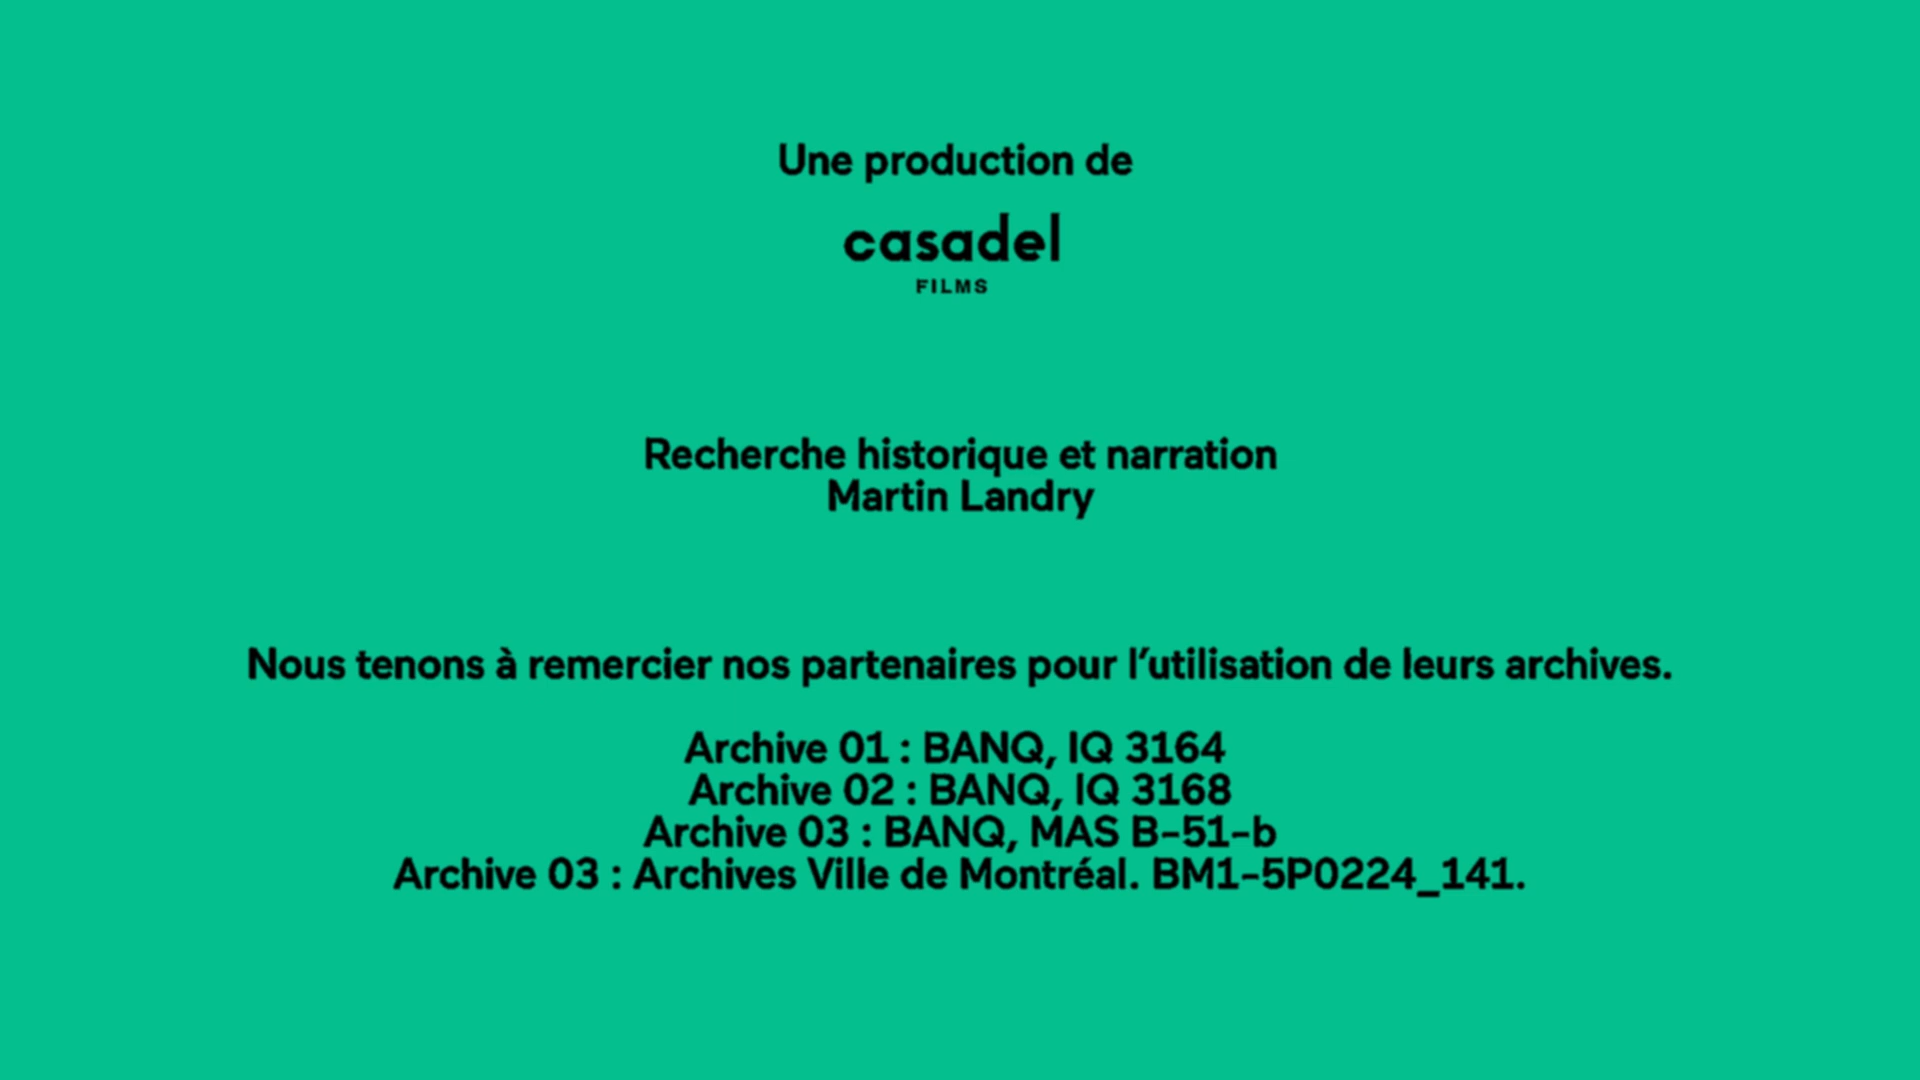 Une production de
casadel
FILMS
Recherche historique et narration
Martin Landry
Nous tenons à remercier nos partenaires pour l'utilisation de leurs archives.
Archive 01 : BANQ, IQ 3164
Archive 02 : BANQ, IQ 3168
Archive 03 : BANQ, MAS B-51-b
Archive 03 : Archives Ville de Montréal. BM1-5P0224_141.